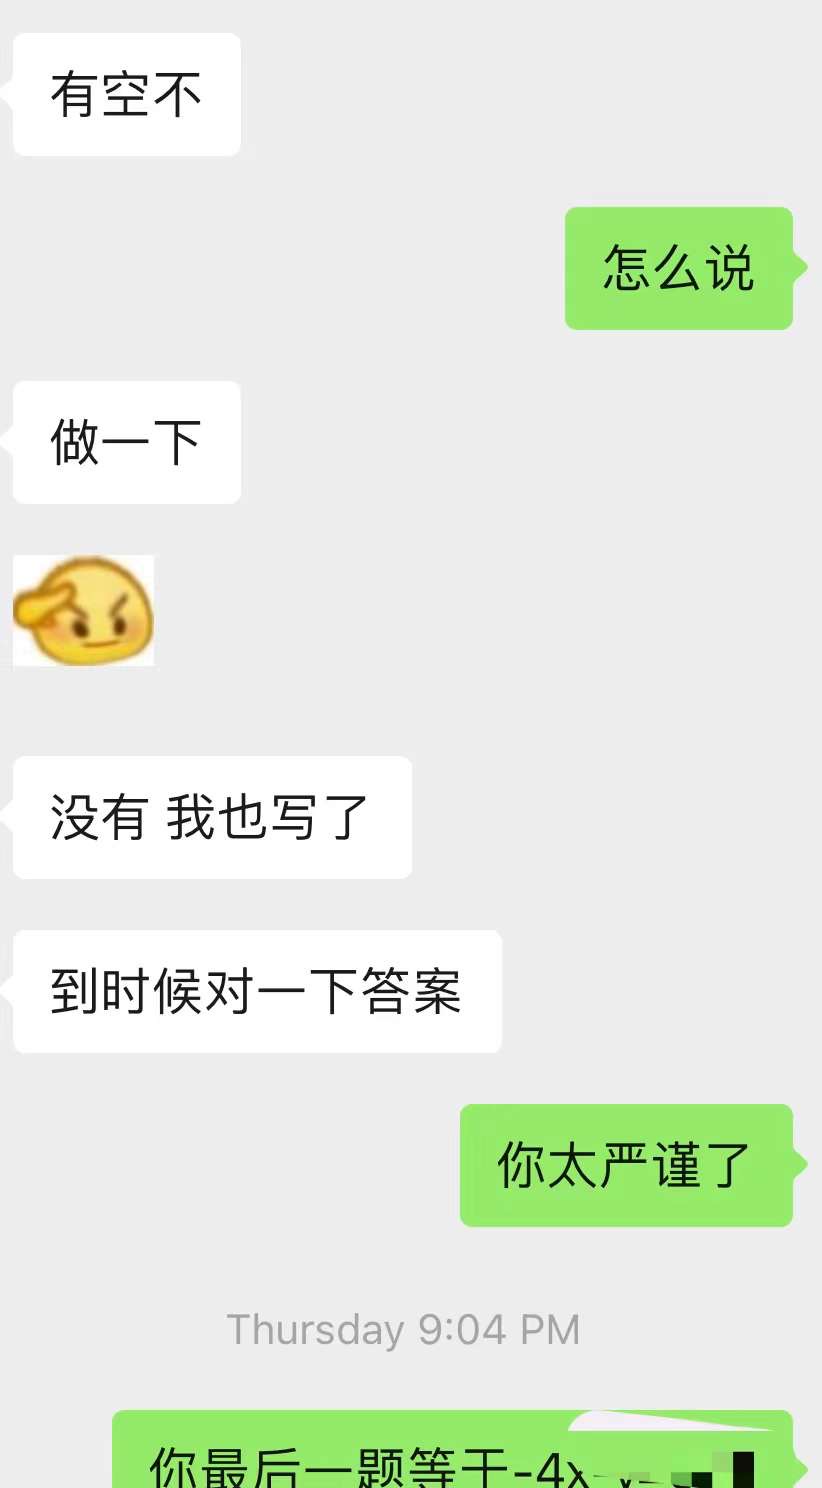 有空不
怎么说
做一下
没有 我也写了
到时候对一下答案
你太严谨了
Thursday 9:04 PM
你最后一题等于-4x